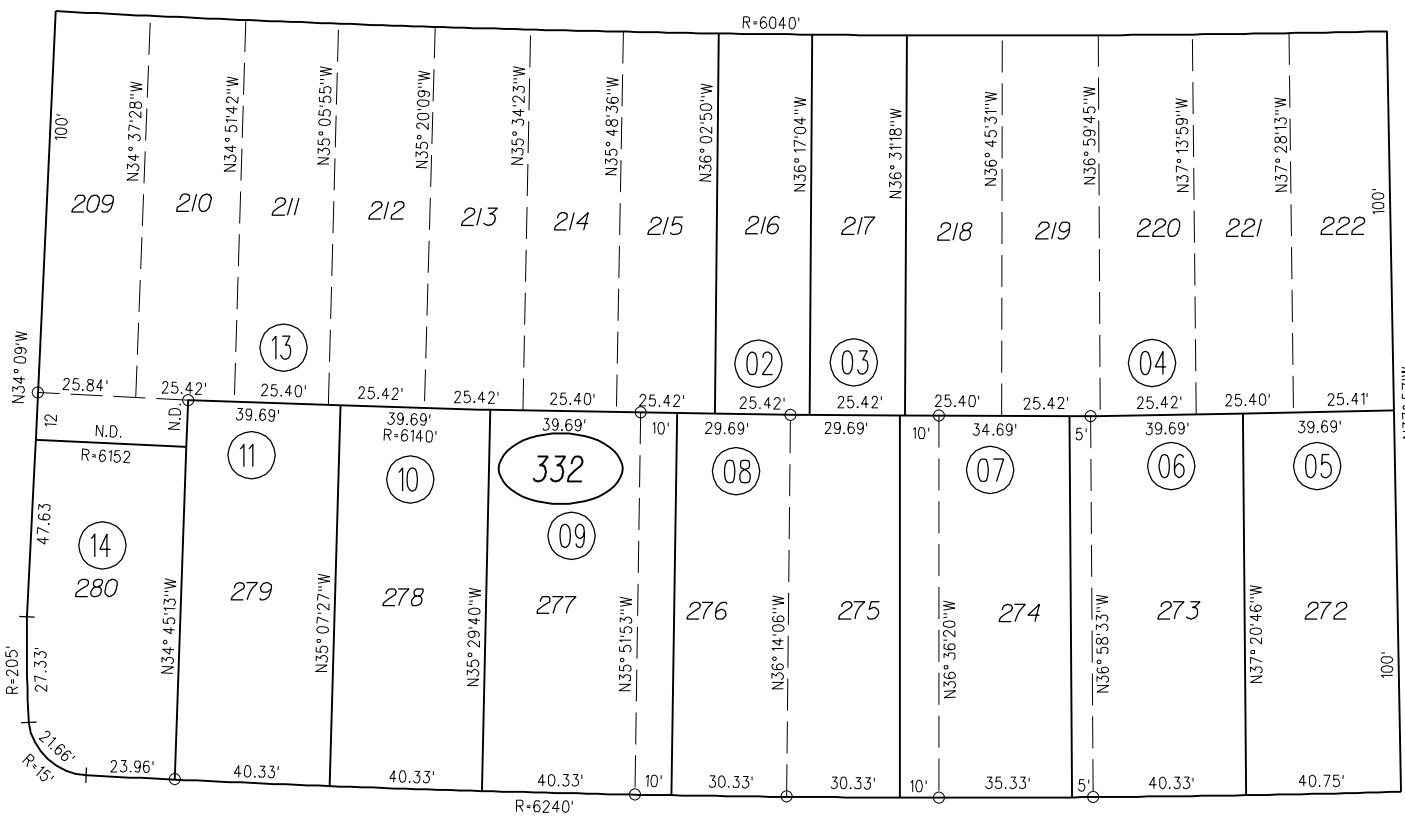 R=6040'
100'
N34° 37'28"W
N34° 51'42"W
N35° 05'55"W
N35° 20'09"W
N35° 34'23"W
N35° 48'36"W
N36° 02'50"W
N36° 17'04"W
N36° 31'18"W
N36° 45'31"W
N36° 59'45"W
N37° 13'59"W
N37° 28'13"W
100'
209 210 211 212 213 214 215 216 217 218 219 220 221 222
N34° 09'W
13 02 03 04
25.84' 25.42' 25.40' 25.42' 25.42' 25.40' 25.42' 25.42' 25.42' 25.40' 25.42' 25.42' 25.40' 25.41'
12 N.D. N.D.
R=6152
39.69' 39.69' 39.69' 10' 29.69' 29.69' 10' 34.69' 5' 39.69' 39.69'
R=6140'
332
11 10 09 08 07 06 05
14
47.63
280 279 278 277 276 275 274 273 272
N34° 45'13"W
N35° 07'27"W
N35° 29'40"W
N35° 51'53"W
N36° 14'06"W
N36° 36'20"W
N36° 58'33"W
N37° 20'46"W
100'
R=205'
27.33'
21.66'
R=15'
23.96' 40.33' 40.33' 40.33' 10' 30.33' 30.33' 10' 35.33' 5' 40.33' 40.75'
R=6240'